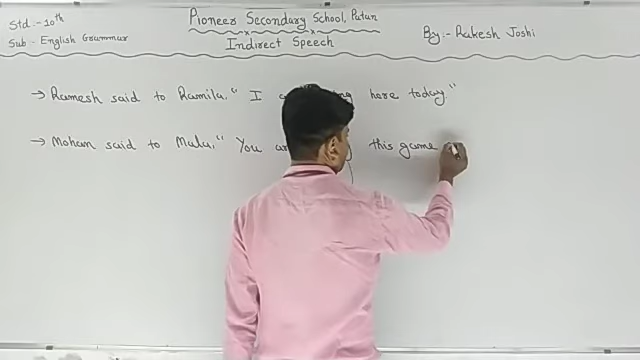 Std :- 10th
Sub :- English Grammar
Pioneer Secondary School, Patan
Indirect Speech
By:- Rakesh Joshi
→ Ramesh said to Ramila, " I here today."
→ Mohan said to Mala, " You this game